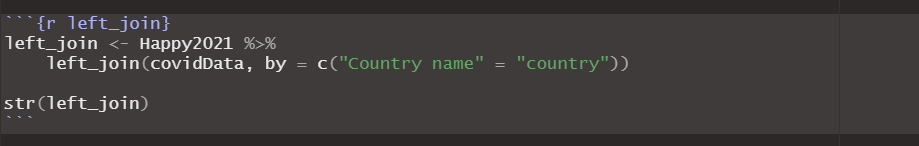 ```{r left_join}
left_join <- Happy2021 %>%
    left_join(covidData, by = c("Country name" = "country"))

str(left_join)
```